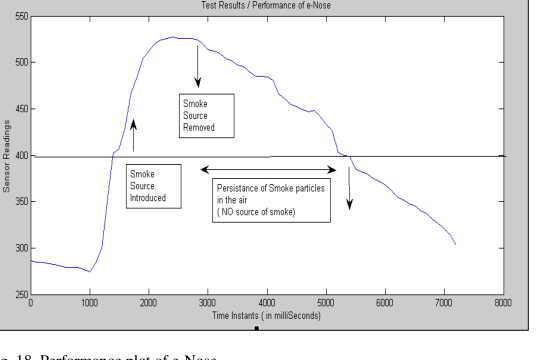 Test Results / Performance of e-Nose
550
500
450
400
350
300
250
Sensor Readings
Smoke
Source
Removed
Smoke
Source
Introduced
Persistance of Smoke particles
in the air
( NO source of smoke)
0
1000
2000
3000
4000
5000
6000
7000
8000
Time Instants ( in milliSeconds)
18. Performance plot of e-Nose